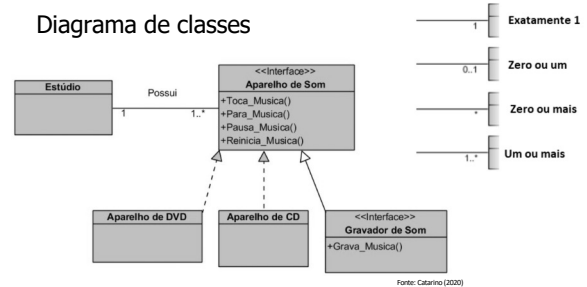 Diagrama de classes
Estúdio
Possui
1
1..*
<<Interface>>
Aparelho de Som
+Toca_Musica()
+Para_Musica()
+Pausa_Musica()
+Reinicia_Musica()
Aparelho de DVD
Aparelho de CD
<<Interface>>
Gravador de Som
+Grava_Musica()
1
Exatamente 1
0..1
Zero ou um
*
Zero ou mais
1..*
Um ou mais
Fonte: Catarino (2020)